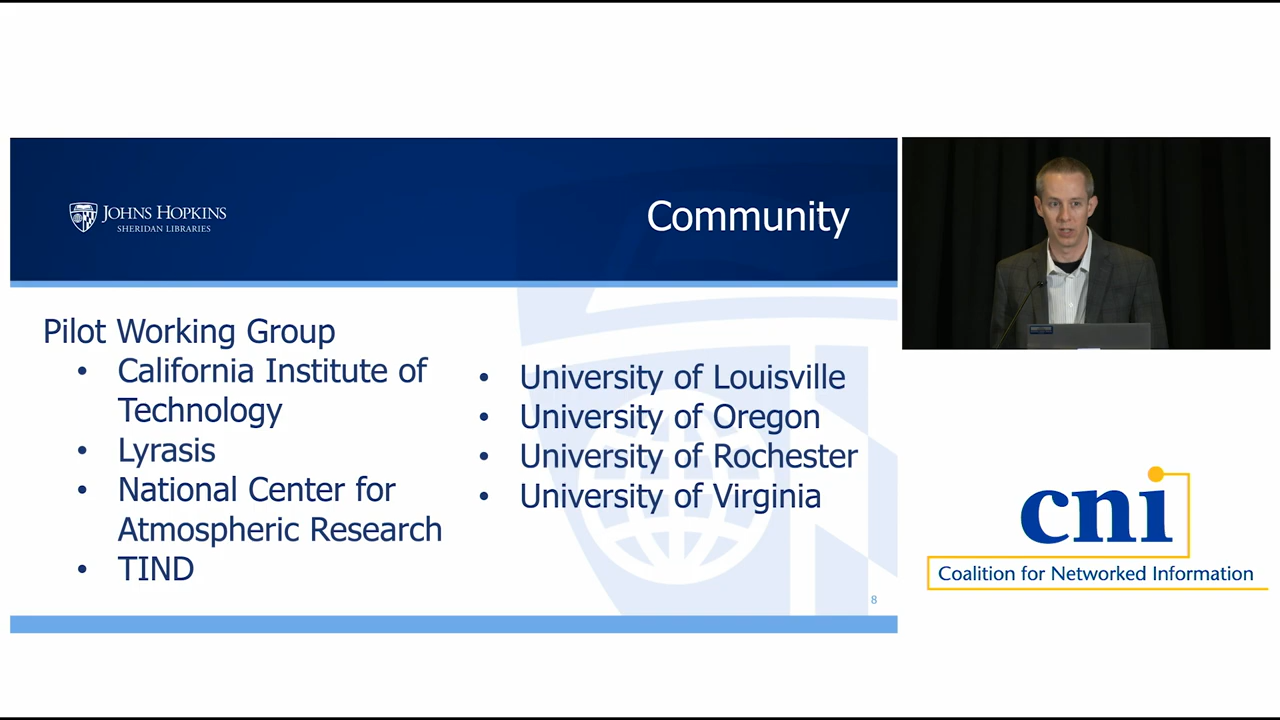 JOHNS HOPKINS
SHERIDAN LIBRARIES
Community
Pilot Working Group
• California Institute of
Technology
• Lyrasis
• National Center for
Atmospheric Research
• TIND
• University of Louisville
• University of Oregon
• University of Rochester
• University of Virginia
8
cni
Coalition for Networked Information